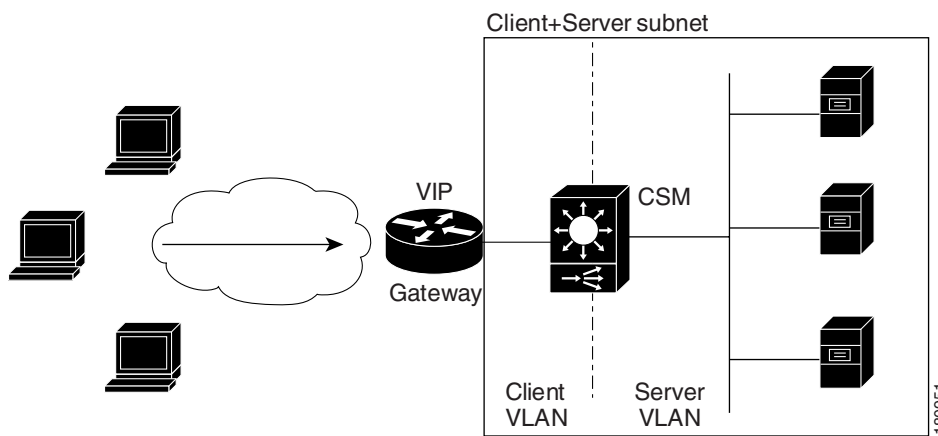 Client+Server subnet
VIP
CSM
Gateway
Client
VLAN
Server
VLAN